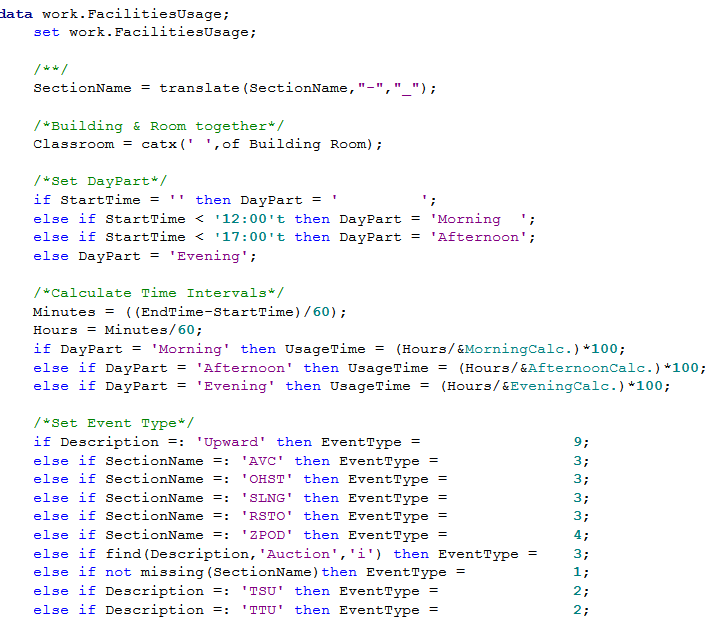 data work.FacilitiesUsage;
    set work.FacilitiesUsage;

    /**/
    SectionName = translate(SectionName,"-","_");

    /*Building & Room together*/
    Classroom = catx(' ',of Building Room);

    /*Set DayPart*/
    if StartTime = '' then DayPart = '         ';
    else if StartTime < '12:00't then DayPart = 'Morning  ';
    else if StartTime < '17:00't then DayPart = 'Afternoon';
    else DayPart = 'Evening';

    /*Calculate Time Intervals*/
    Minutes = ((EndTime-StartTime)/60);
    Hours = Minutes/60;
    if DayPart = 'Morning' then UsageTime = (Hours/&MorningCalc.)*100;
    else if DayPart = 'Afternoon' then UsageTime = (Hours/&AfternoonCalc.)*100;
    else if DayPart = 'Evening' then UsageTime = (Hours/&EveningCalc.)*100;

    /*Set Event Type*/
    if Description =: 'Upward' then EventType =                 9;
    else if SectionName =: 'AVC' then EventType =               3;
    else if SectionName =: 'OHST' then EventType =              3;
    else if SectionName =: 'SLNG' then EventType =              3;
    else if SectionName =: 'RSTO' then EventType =              3;
    else if SectionName =: 'ZPOD' then EventType =              4;
    else if find(Description,'Auction','i') then EventType =    3;
    else if not missing(SectionName)then EventType =            1;
    else if Description =: 'TSU' then EventType =               2;
    else if Description =: 'TTU' then EventType =               2;